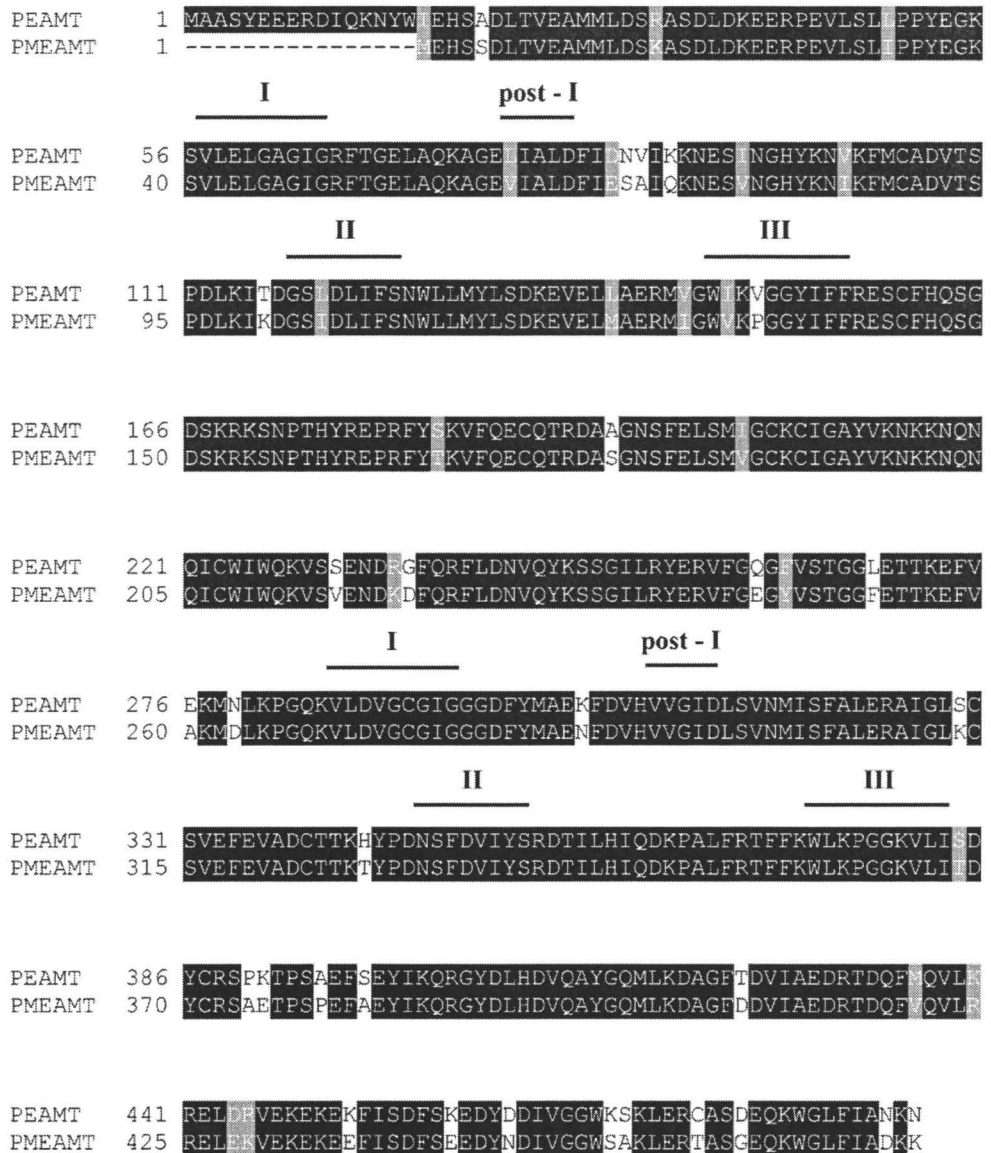 PEAMT 1 MAASYEEERDIQKNYWIEHSADLTVEAMMLDSRASDLDKEERPEVLSLLPPYEGK
PMEAMT 1 ----------------MEHSSDLTVEAMMLDSKASDLDKEERPEVLSLIPPYEGK
I post - I
PEAMT 56 SVLELGAGIGRFTGELAQKAGELIALDFIDNVIKKNESINGHYKNVKFMCADVTS
PMEAMT 40 SVLELGAGIGRFTGELAQKAGEVIALDFIESAIQKNESVNGHYKNIKFMCADVTS
II III
PEAMT 111 PDLKITDGSLDLIFSNWLLMYLSDKEVELLAERMVGWIKVGGYIFFRESCFHQSG
PMEAMT 95 PDLKIKDGSIDLIFSNWLLMYLSDKEVELMAERMIGWVKPGGYIFFRESCFHQSG
PEAMT 166 DSKRKSNPTHYREPRFYSKVFQECQTRDAAGNSFELSMIGCKCIGAYVKNKKNQN
PMEAMT 150 DSKRKSNPTHYREPRFYTKVFQECQTRDASGNSFELSMVGCKCIGAYVKNKKNQN
PEAMT 221 QICWIWQKVSSENDRGFQRFLDNVQYKSSGILRYERVFGQGFVSTGGLETTKEFV
PMEAMT 205 QICWIWQKVSVENDKDFQRFLDNVQYKSSGILRYERVFGEGYVSTGGFETTKEFV
I post - I
PEAMT 276 EKMNLKPGQKVLDVGCGIGGGDFYMAEKFDVHVVGIDLSVNMISFALERAIGLSC
PMEAMT 260 AKMDLKPGQKVLDVGCGIGGGDFYMAENFDVHVVGIDLSVNMISFALERAIGLKC
II III
PEAMT 331 SVEFEVADCTTKHYPDNSFDVIYSRDTILHIQDKPALFRTFFKWLKPGGKVLISD
PMEAMT 315 SVEFEVADCTTKTYPDNSFDVIYSRDTILHIQDKPALFRTFFKWLKPGGKVLITD
PEAMT 386 YCRSPKTPSAEFSEYIKQRGYDLHDVQAYGQMLKDAGFTDVIAEDRTDQFMQVLK
PMEAMT 370 YCRSAETPSPEFAEYIKQRGYDLHDVQAYGQMLKDAGFDDVIAEDRTDQFVQVLR
PEAMT 441 RELDRVEKEKEKFISDFSKEDYDDIVGGWKSKLERCASDEQKWGLFIANKN
PMEAMT 425 RELEKVEKEKEEFISDFSEEDYNDIVGGWSAKLERTASGEQKWGLFIADKK